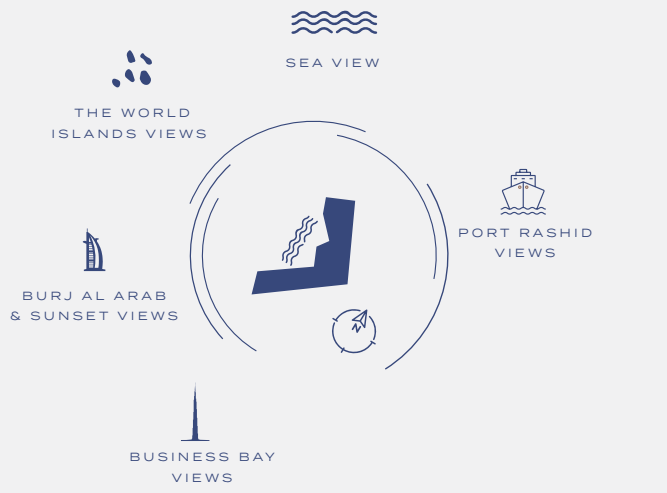 SEA VIEW
THE WORLD
ISLANDS VIEWS
PORT RASHID
VIEWS
BURJ AL ARAB
& SUNSET VIEWS
N
BUSINESS BAY
VIEWS